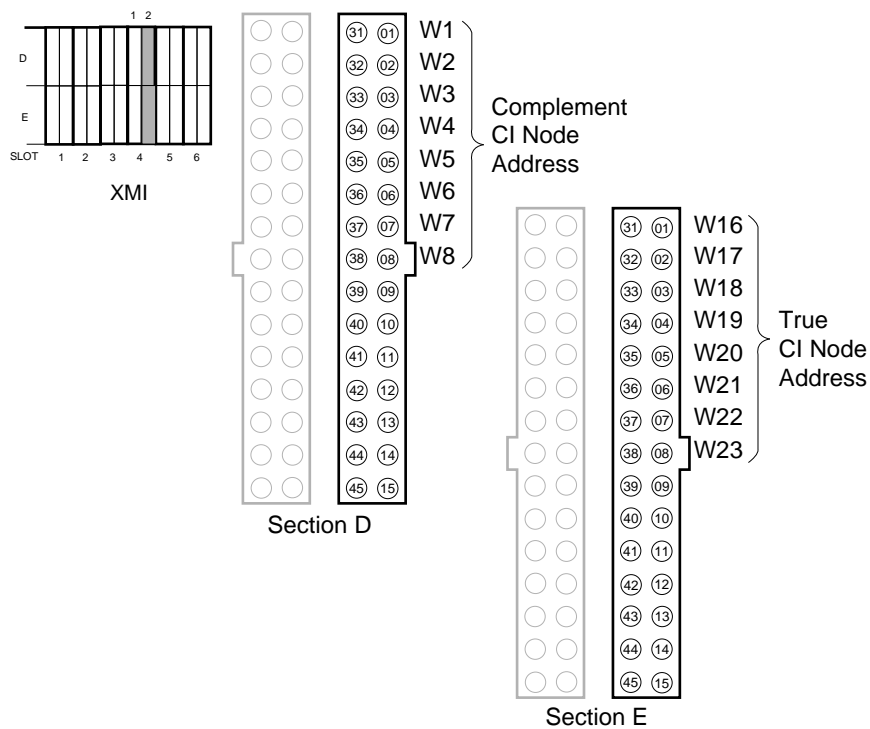 1 2
D
E
SLOT 1 2 3 4 5 6
XMI
31 01 W1
32 02 W2
33 03 W3
34 04 W4
35 05 W5
36 06 W6
37 07 W7
38 08 W8
39 09
40 10
41 11
42 12
43 13
44 14
45 15
Complement
CI Node
Address
Section D
31 01 W16
32 02 W17
33 03 W18
34 04 W19
35 05 W20
36 06 W21
37 07 W22
38 08 W23
39 09
40 10
41 11
42 12
43 13
44 14
45 15
True
CI Node
Address
Section E